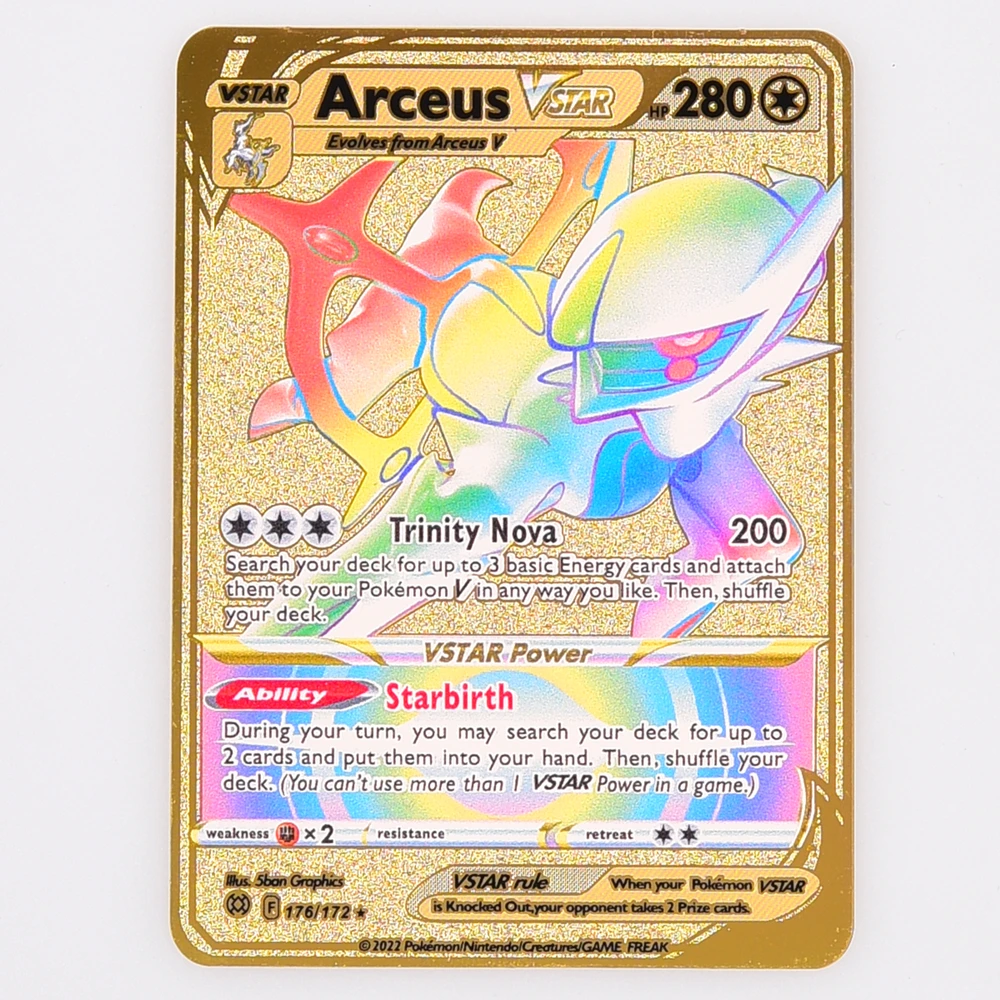 VSTAR
Arceus VSTAR HP 280
Evolves from Arceus V
Trinity Nova 200
Search your deck for up to 3 basic Energy cards and attach
them to your Pokémon V in any way you like. Then, shuffle
your deck.
VSTAR Power
Ability Starbirth
During your turn, you may search your deck for up to
2 cards and put them into your hand. Then, shuffle your
deck. (You can't use more than 1 VSTAR Power in a game.)
weakness ×2 resistance retreat
Illus. 5ban Graphics
F 176/172 ★
VSTAR rule When your Pokémon VSTAR
is Knocked Out,your opponent takes 2 Prize cards.
©2022 Pokémon/Nintendo/Creatures/GAME FREAK